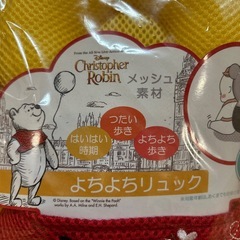 Disney
Christopher Robin
メッシュ
素材
つたい
歩き
はいはい
時期
よちよち
歩き
よちよちリュック
© Disney Based on the "Winnie the Pooh"
works by A.A. Milne and E.H. Shepard